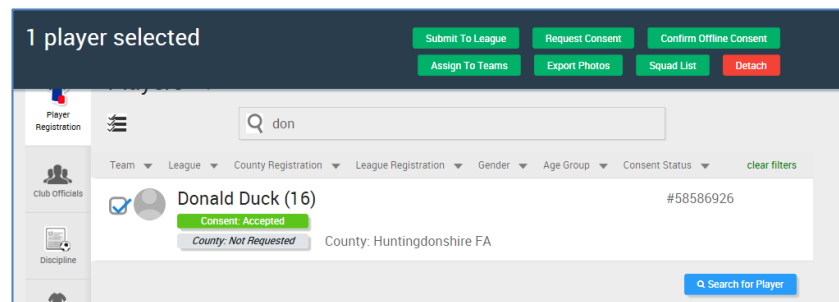 1 player selected
Submit To League Request Consent Confirm Offline Consent
Assign To Teams Export Photos Squad List Detach
Player
Registration
don
Team League County Registration League Registration Gender Age Group Consent Status clear filters
Club Officials
Donald Duck (16) #58586926
Consent: Accepted
County: Not Requested County: Huntingdonshire FA
Discipline
Search for Player